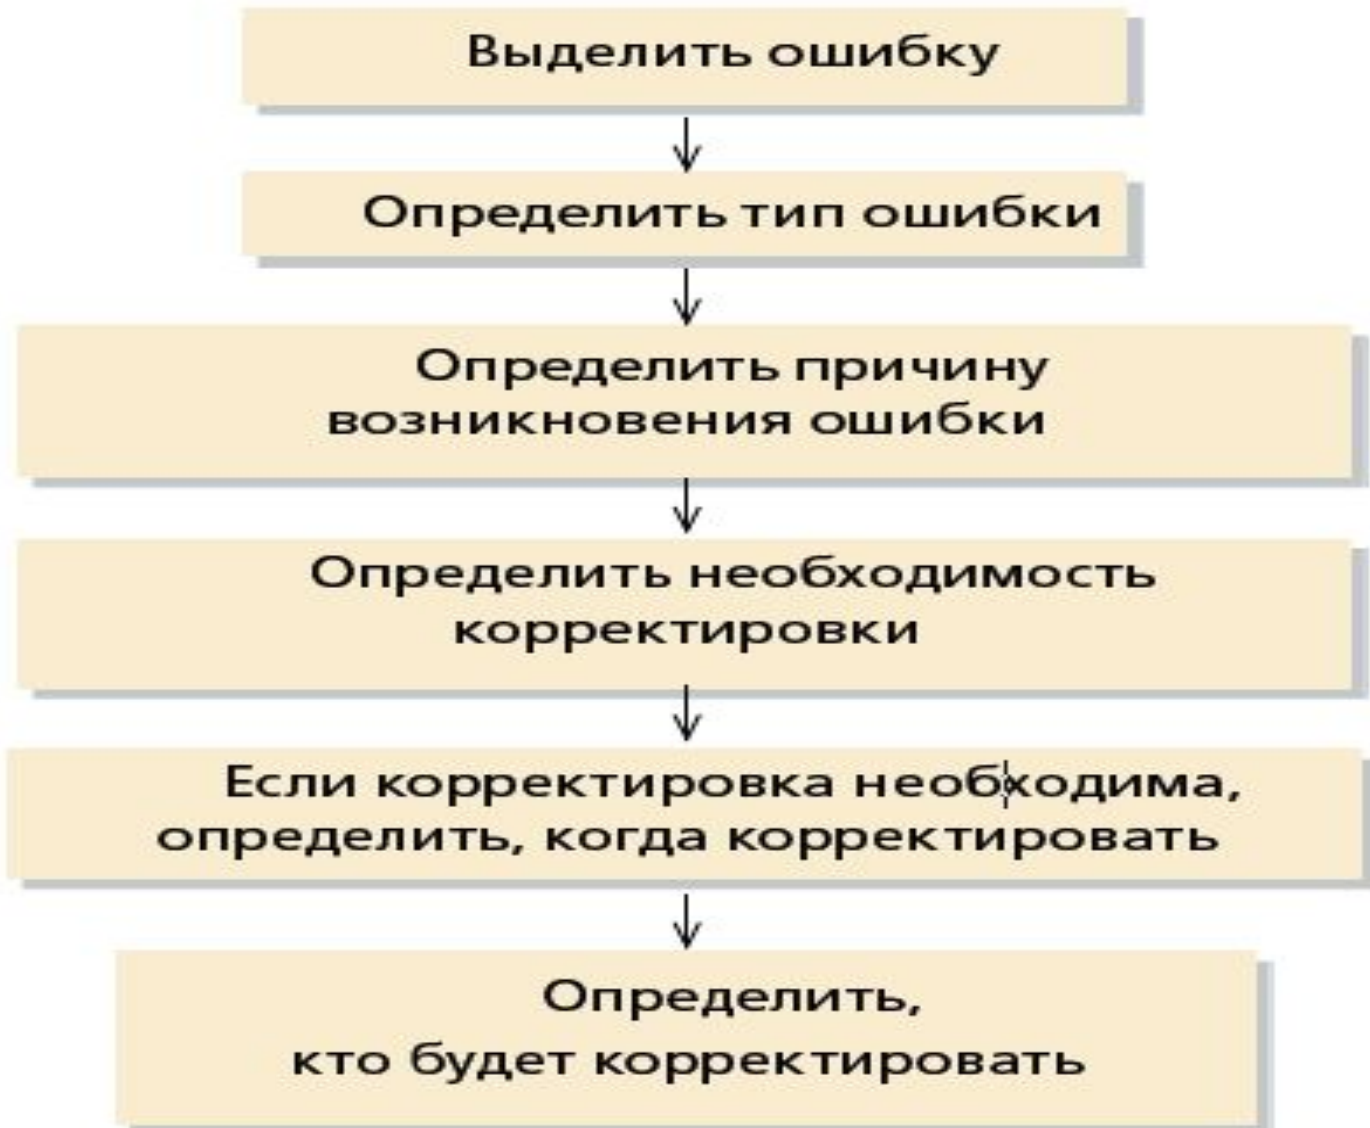 Выделить ошибку
Определить тип ошибки
Определить причину
возникновения ошибки
Определить необходимость
корректировки
Если корректировка необходима,
определить, когда корректировать
Определить,
кто будет корректировать